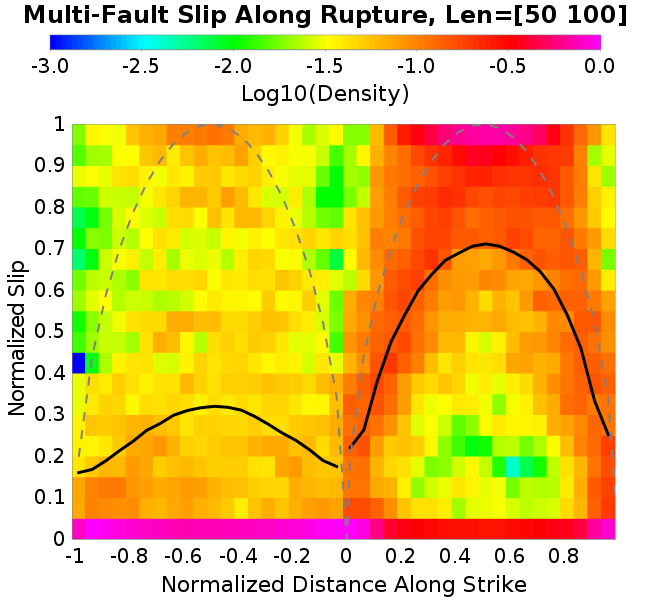 Multi-Fault Slip Along Rupture, Len=[50 100]
-3.0 -2.5 -2.0 -1.5 -1.0 -0.5 0.0
Log10(Density)
1
0.9
0.8
0.7
0.6
0.5
0.4
0.3
0.2
0.1
0
Normalized Slip
-1 -0.8 -0.6 -0.4 -0.2 0 0.2 0.4 0.6 0.8
Normalized Distance Along Strike